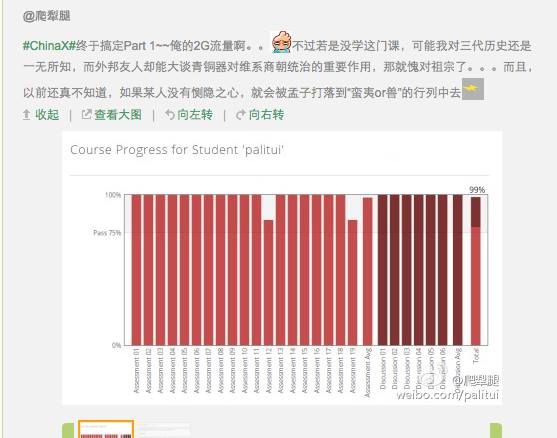 @爬犁腿
#ChinaX#终于搞定Part 1~~俺的2G流量啊。。不过若是没学这门课，可能我对三代历史还是
一无所知，而外邦友人却能大谈青铜器对维系商朝统治的重要作用，那就愧对祖宗了。。。而且，
以前还真不知道，如果某人没有恻隐之心，就会被孟子打落到“蛮夷or兽”的行列中去
收起 | 查看大图 | 向左转 | 向右转
Course Progress for Student 'palitui'
99%
100%
Pass 75%
0%
Assessment 01
Assessment 02
Assessment 03
Assessment 04
Assessment 05
Assessment 06
Assessment 07
Assessment 08
Assessment 09
Assessment 10
Assessment 11
Assessment 12
Assessment 13
Assessment 14
Assessment 15
Assessment 16
Assessment 17
Assessment 18
Assessment 19
Assessment Avg
Discussion 01
Discussion 02
Discussion 03
Discussion 04
Discussion 05
Discussion 06
Discussion Avg
Total
@爬犁腿
weibo.com/palitui